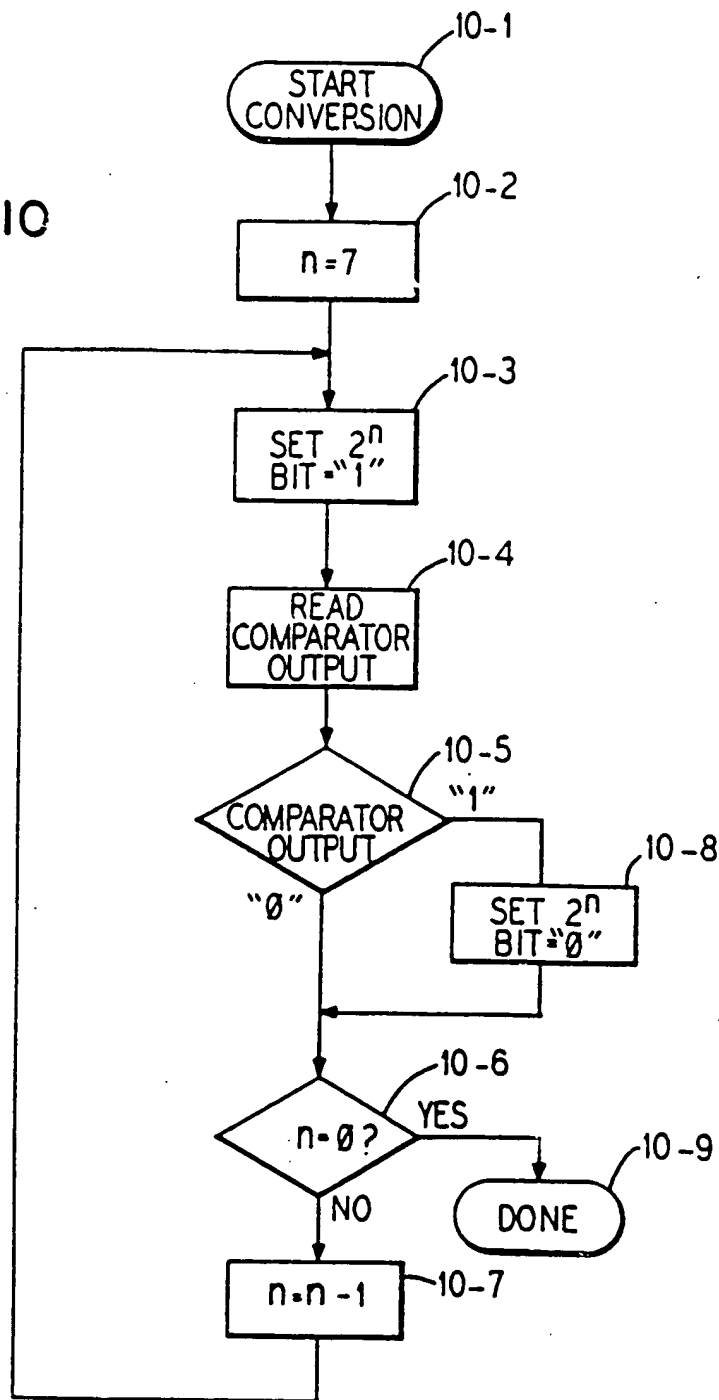 10-1
START
CONVERSION
10
10-2
n=7
10-3
SET 2ⁿ
BIT="1"
10-4
READ
COMPARATOR
OUTPUT
10-5
"1"
COMPARATOR
OUTPUT
"Ø"
10-8
SET 2ⁿ
BIT="Ø"
10-6
n=Ø?
YES
NO
10-9
DONE
10-7
n=n-1